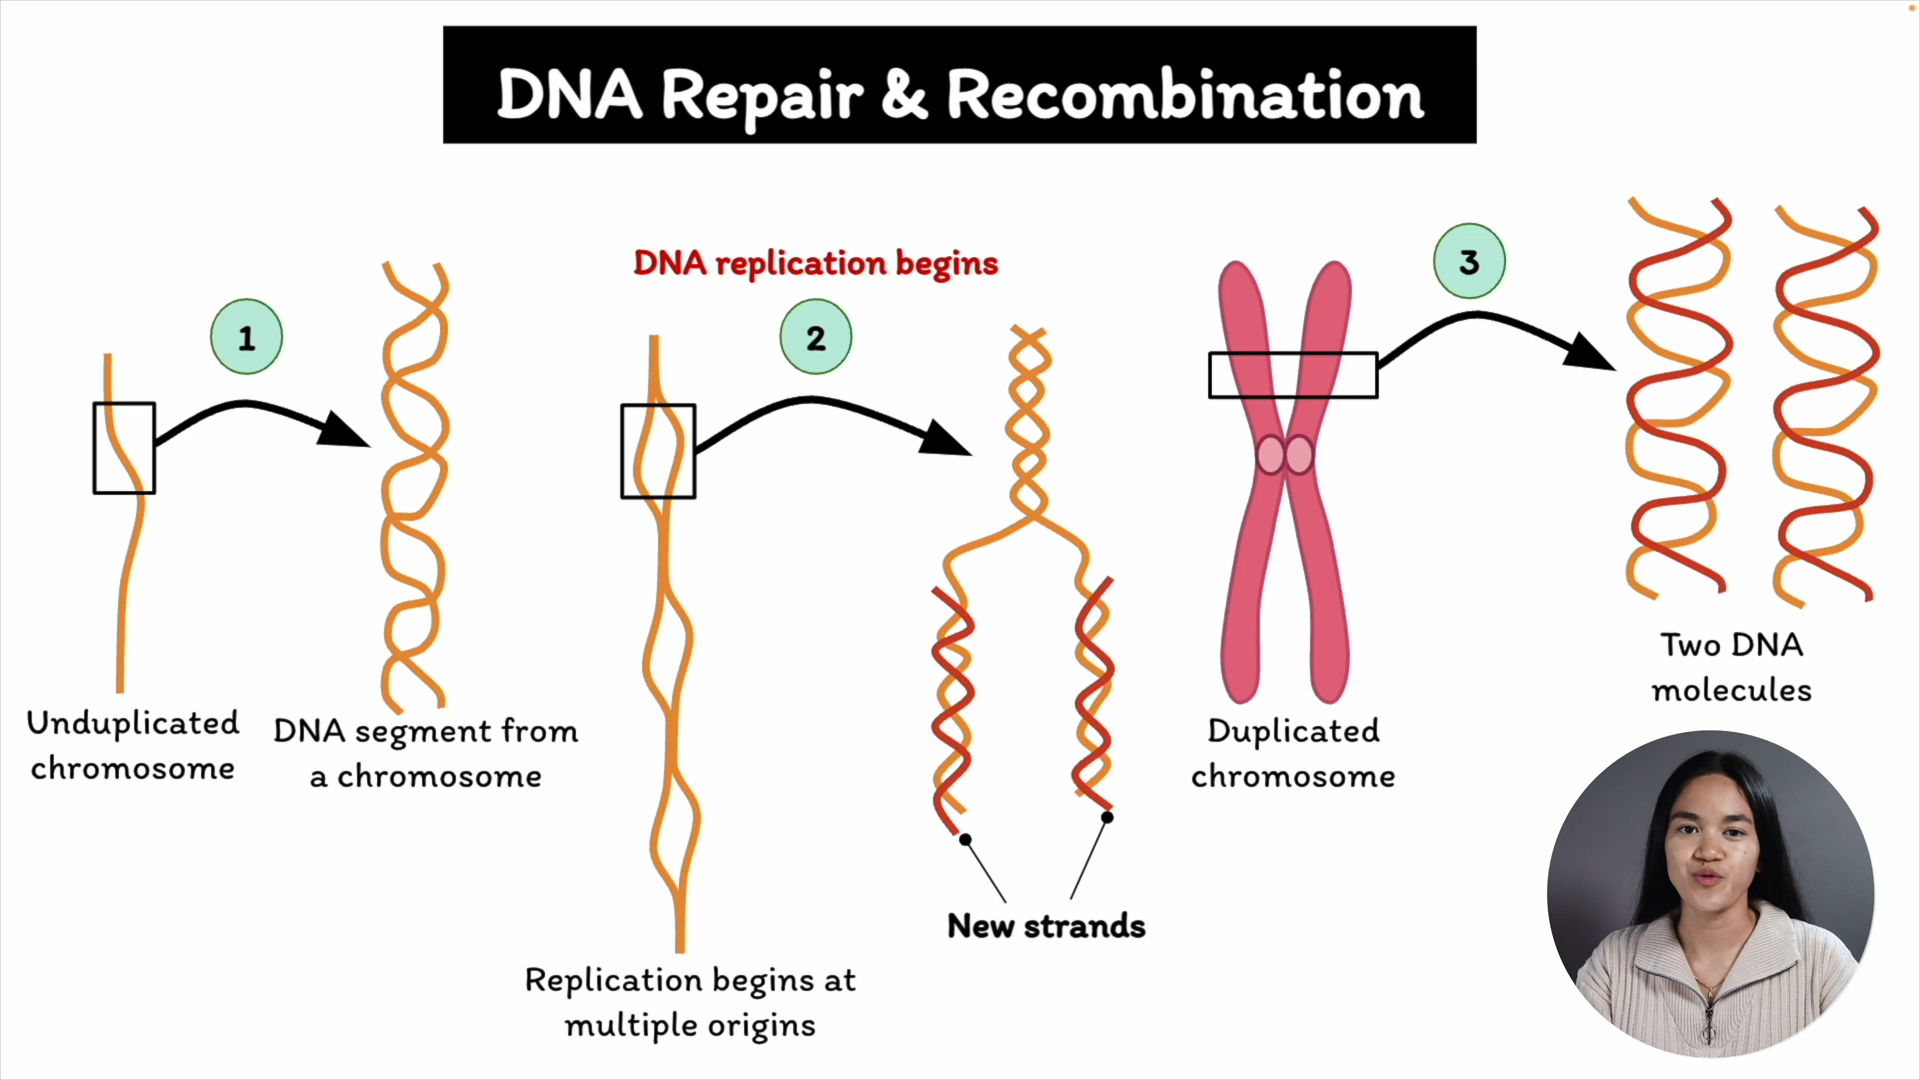 DNA Repair & Recombination
1
Unduplicated
chromosome
DNA segment from
a chromosome
DNA replication begins
2
Replication begins at
multiple origins
New strands
Duplicated
chromosome
3
Two DNA
molecules